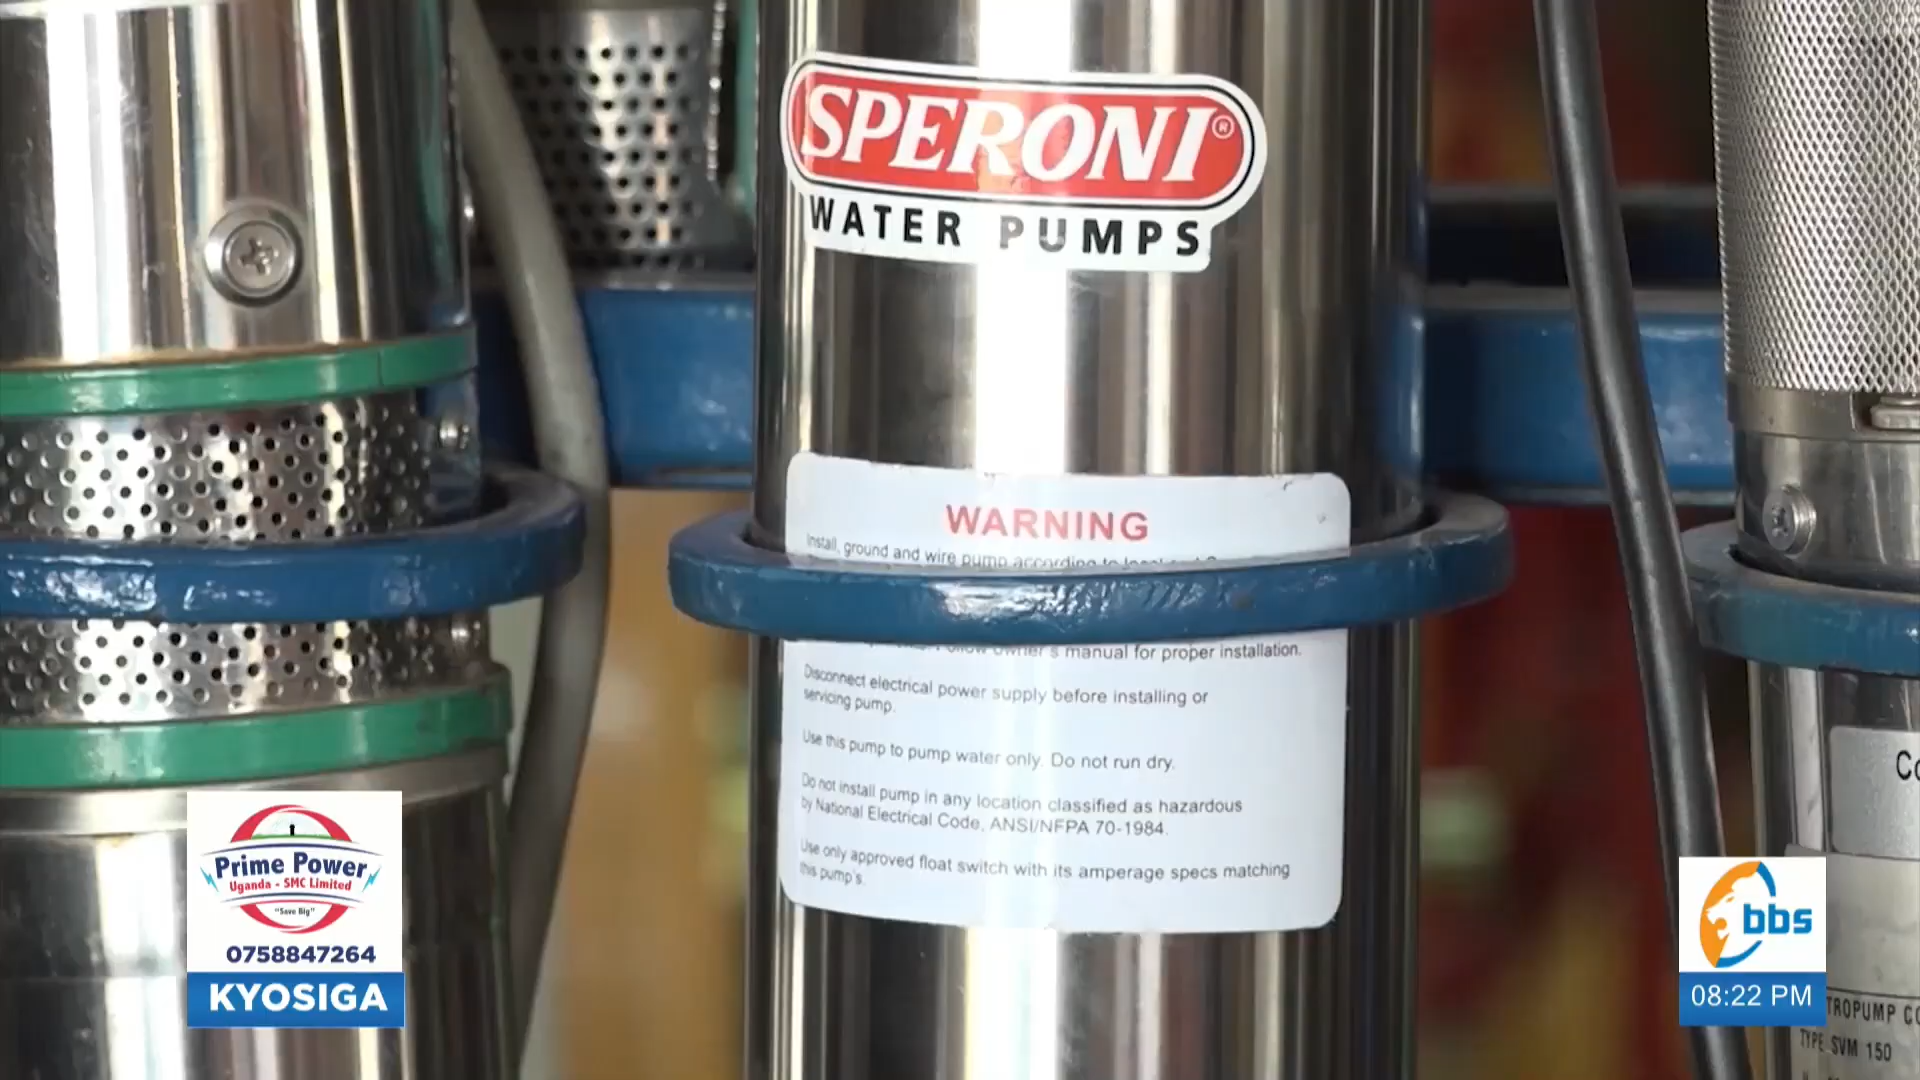 SPERONI®
WATER PUMPS
WARNING
Install, ground and wire pump according to local
owner's manual for proper installation.
Disconnect electrical power supply before installing or
servicing pump.
Use this pump to pump water only. Do not run dry.
Do not install pump in any location classified as hazardous
by National Electrical Code, ANSI/NFPA 70-1984.
Use only approved float switch with its amperage specs matching
this pump's.
Prime Power
Uganda - SMC Limited
"Save Big"
0758847264
KYOSIGA
bbs
08:22 PM
TROPUMP CO
TYPE SVM 150